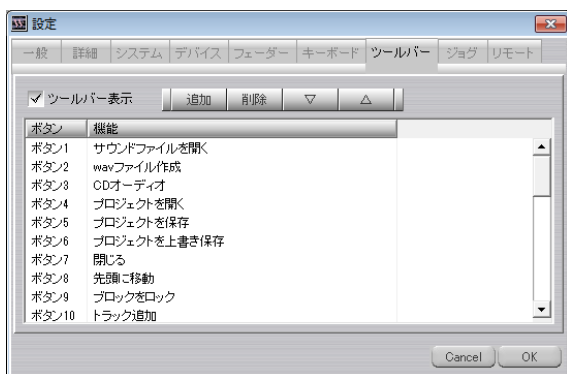 設定
一般 詳細 システム デバイス フェーダー キーボード ツールバー ジョグ リモート
ツールバー表示 追加 削除 ▽ △
ボタン 機能
ボタン1 サウンドファイルを開く
ボタン2 wavファイル作成
ボタン3 CDオーディオ
ボタン4 プロジェクトを開く
ボタン5 プロジェクトを保存
ボタン6 プロジェクトを上書き保存
ボタン7 閉じる
ボタン8 先頭に移動
ボタン9 ブロックをロック
ボタン10 トラック追加
Cancel OK